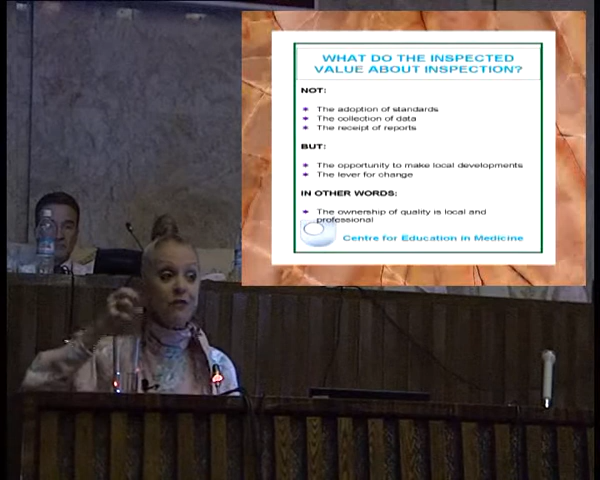 WHAT DO THE INSPECTED
VALUE ABOUT INSPECTION?
NOT:
The adoption of standards
The collection of data
The receipt of reports
BUT:
The opportunity to make local developments
The lever for change
IN OTHER WORDS:
The ownership of quality is local and
professional
Centre for Education in Medicine